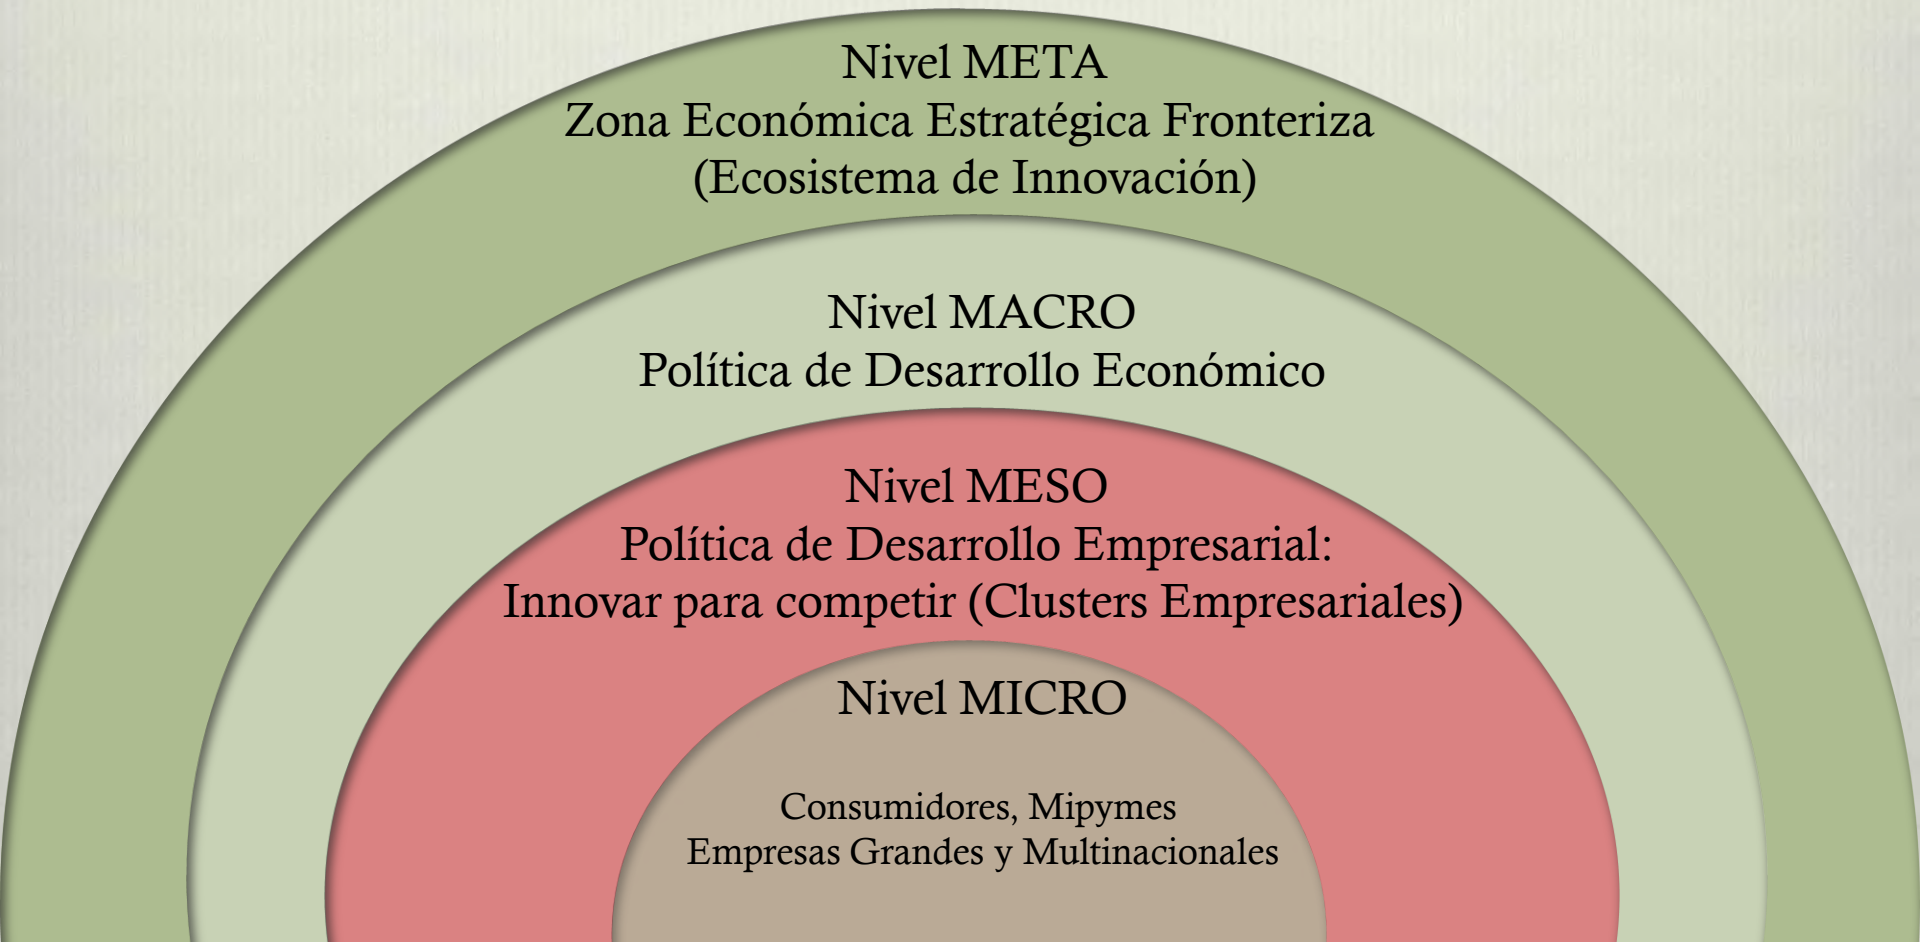 Nivel META
Zona Económica Estratégica Fronteriza
(Ecosistema de Innovación)
Nivel MACRO
Política de Desarrollo Económico
Nivel MESO
Política de Desarrollo Empresarial:
Innovar para competir (Clusters Empresariales)
Nivel MICRO
Consumidores, Mipymes
Empresas Grandes y Multinacionales